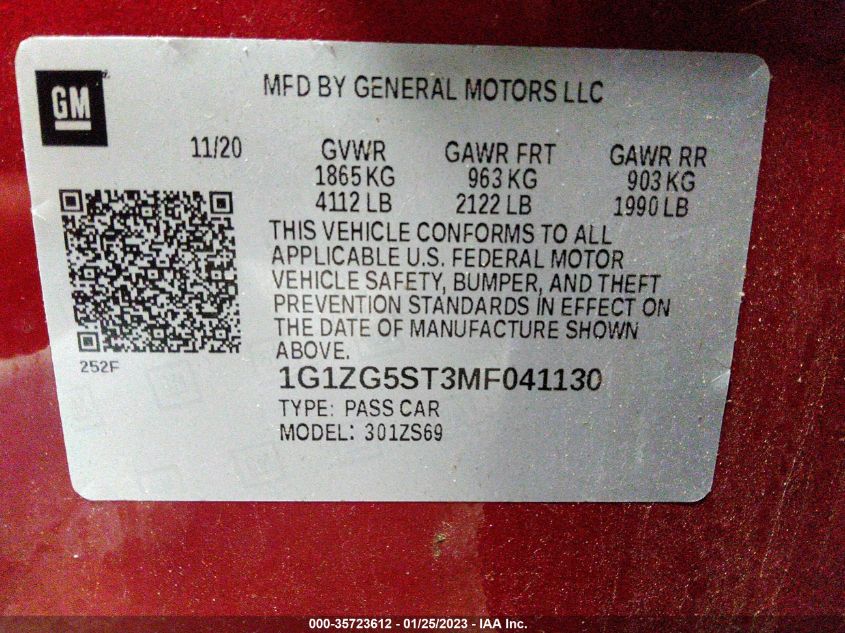 GM
MFD BY GENERAL MOTORS LLC
11/20 GVWR GAWR FRT GAWR RR
1865 KG 963 KG 903 KG
4112 LB 2122 LB 1990 LB
THIS VEHICLE CONFORMS TO ALL
APPLICABLE U.S. FEDERAL MOTOR
VEHICLE SAFETY, BUMPER, AND THEFT
PREVENTION STANDARDS IN EFFECT ON
THE DATE OF MANUFACTURE SHOWN
ABOVE.
252F
1G1ZG5ST3MF041130
TYPE: PASS CAR
MODEL: 301ZS69
000-35723612 - 01/25/2023 - IAA Inc.